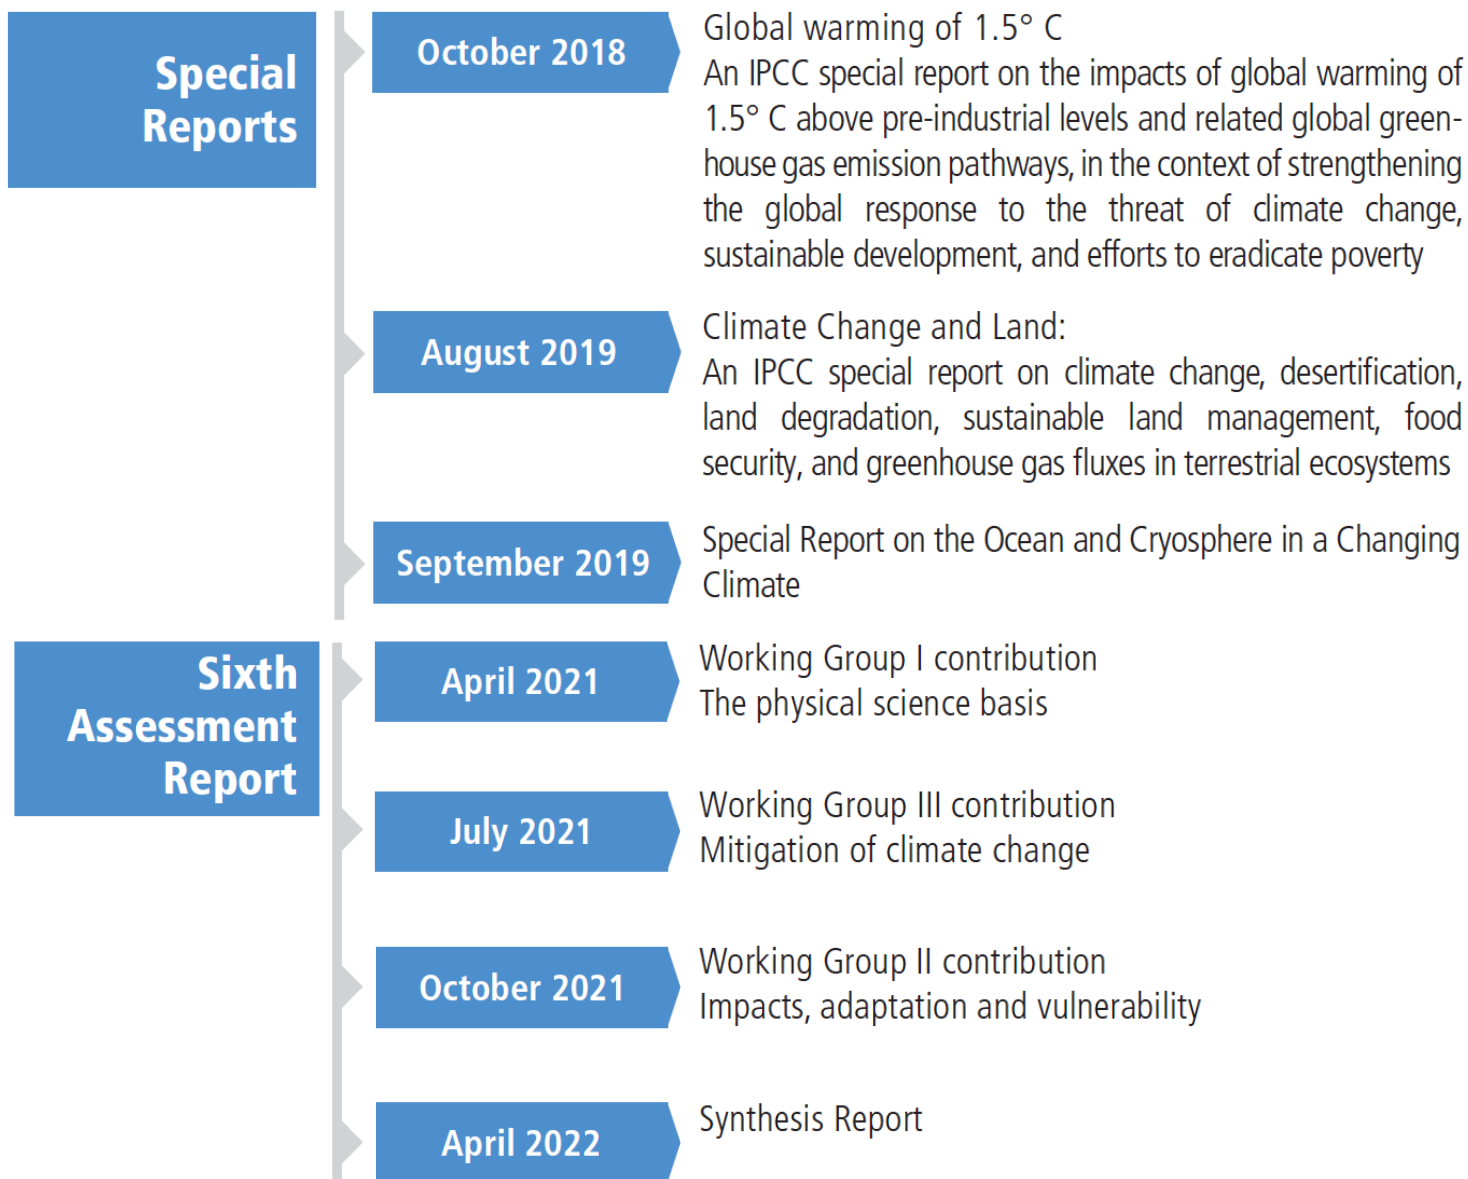 Special
Reports
October 2018
Global warming of 1.5° C
An IPCC special report on the impacts of global warming of
1.5° C above pre-industrial levels and related global green-
house gas emission pathways, in the context of strengthening
the global response to the threat of climate change,
sustainable development, and efforts to eradicate poverty
August 2019
Climate Change and Land:
An IPCC special report on climate change, desertification,
land degradation, sustainable land management, food
security, and greenhouse gas fluxes in terrestrial ecosystems
September 2019
Special Report on the Ocean and Cryosphere in a Changing
Climate
Sixth
Assessment
Report
April 2021
Working Group I contribution
The physical science basis
July 2021
Working Group III contribution
Mitigation of climate change
October 2021
Working Group II contribution
Impacts, adaptation and vulnerability
April 2022
Synthesis Report